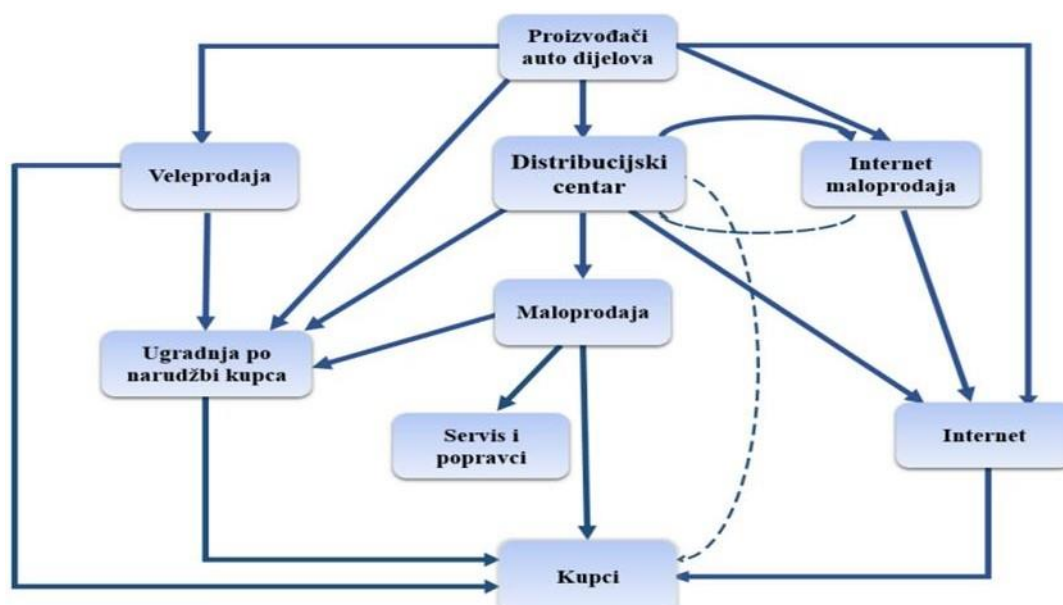 Proizvođači
auto dijelova
Veleprodaja
Distribucijski
centar
Internet
maloprodaja
Maloprodaja
Ugradnja po
narudžbi kupca
Servis i
popravci
Internet
Kupci